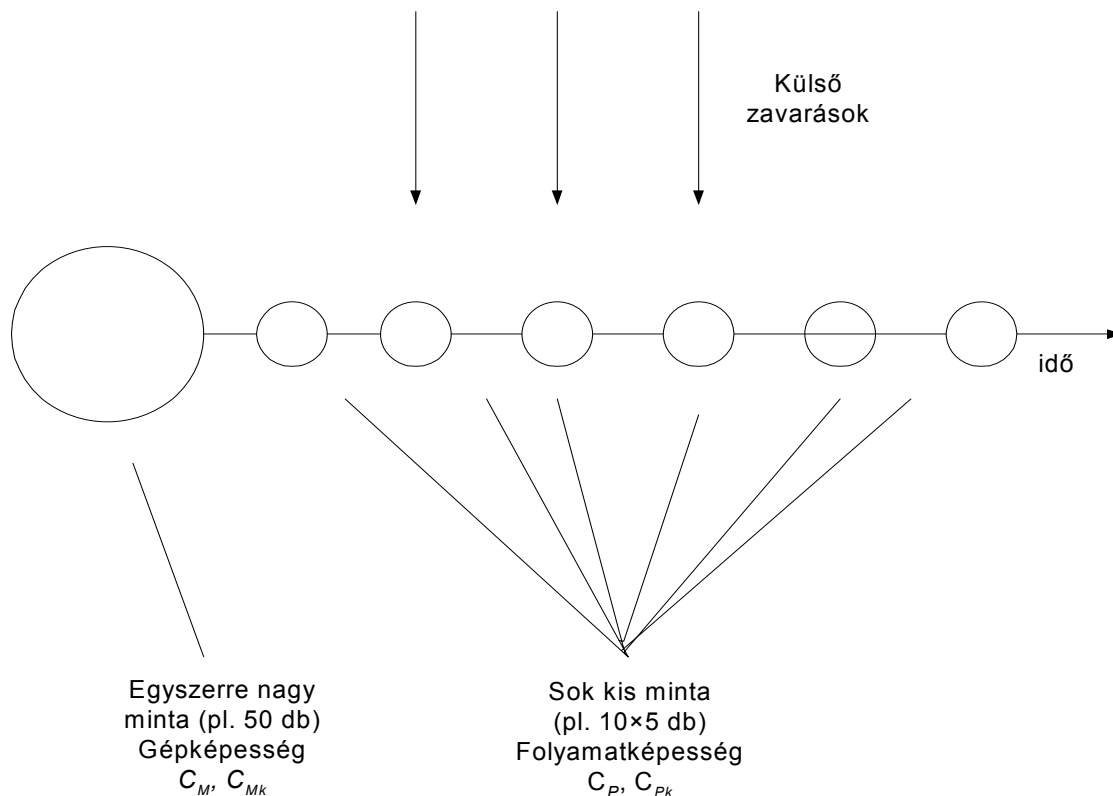 Külső
zavarások
idő
Egyszerre nagy
minta (pl. 50 db)
Gépképesség
C_M, C_Mk
Sok kis minta
(pl. 10×5 db)
Folyamatképesség
C_P, C_Pk